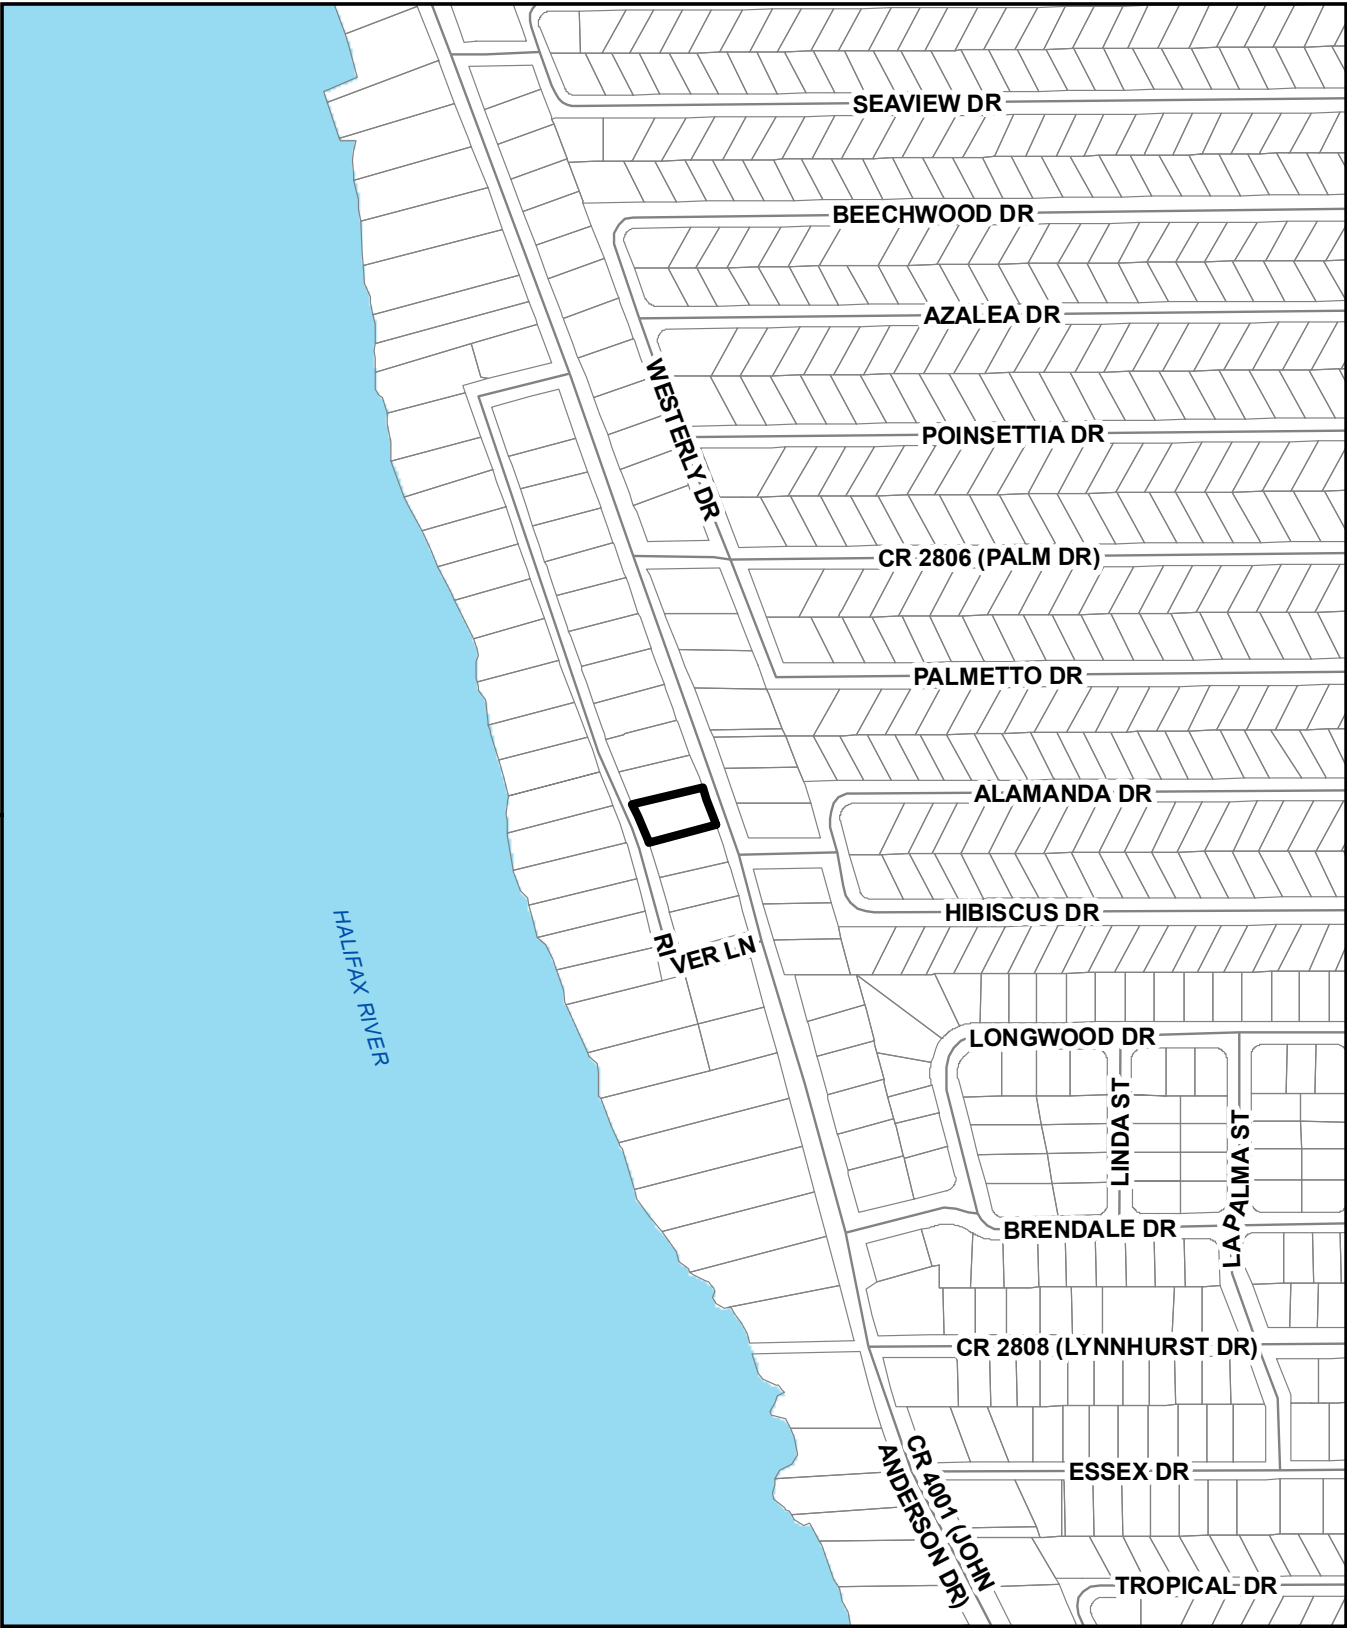 SEAVIEW DR
BEECHWOOD DR
AZALEA DR
WESTERLY DR
POINSETTIA DR
CR 2806 (PALM DR)
PALMETTO DR
ALAMANDA DR
HIBISCUS DR
RIVER LN
HALIFAX RIVER
LONGWOOD DR
LINDA ST
LA PALMA ST
BRENDALE DR
CR 2808 (LYNNHURST DR)
CR 4001 (JOHN
ANDERSON DR)
ESSEX DR
TROPICAL DR